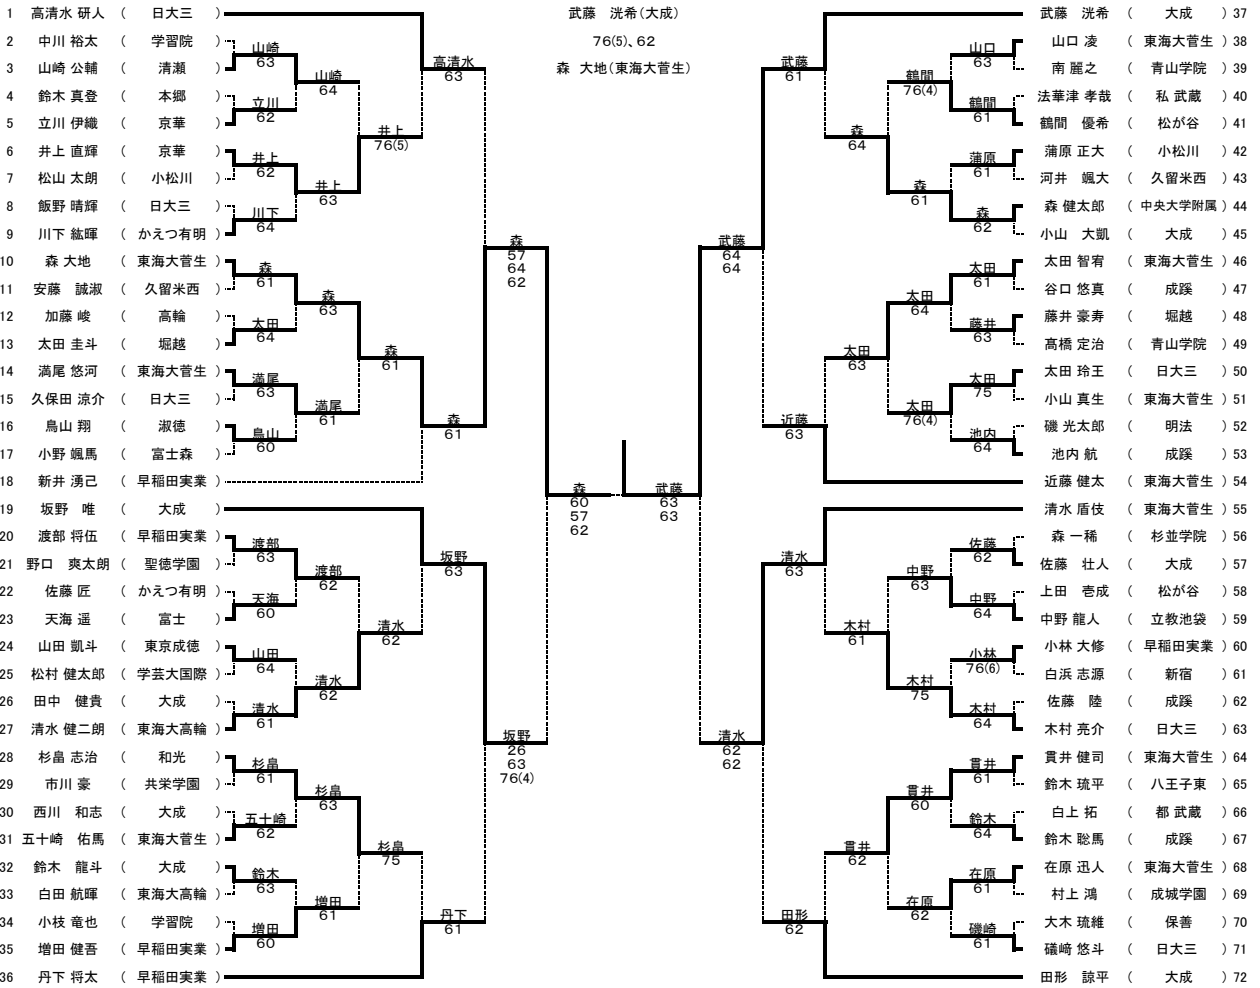 武藤　洸希(大成)
76(5)、62
森 大地(東海大菅生)
1 高清水 研人 ( 日大三 )
2 中川 裕太 ( 学習院 )
3 山崎 公輔 ( 清瀬 )
4 鈴木 真登 ( 本郷 )
5 立川 伊織 ( 京華 )
6 井上 直輝 ( 京華 )
7 松山 太朗 ( 小松川 )
8 飯野 晴輝 ( 日大三 )
9 川下 紘暉 ( かえつ有明 )
10 森 大地 ( 東海大菅生 )
11 安藤　誠淑 ( 久留米西 )
12 加藤 峻 ( 高輪 )
13 太田 圭斗 ( 堀越 )
14 満尾 悠河 ( 東海大菅生 )
15 久保田 涼介 ( 日大三 )
16 鳥山 翔 ( 淑徳 )
17 小野 颯馬 ( 富士森 )
18 新井 湧己 ( 早稲田実業 )
19 坂野　唯 ( 大成 )
20 渡部 将伍 ( 早稲田実業 )
21 野口　爽太朗 ( 聖徳学園 )
22 佐藤 匠 ( かえつ有明 )
23 天海 遥 ( 富士 )
24 山田 凱斗 ( 東京成徳 )
25 松村 健太郎 ( 学芸大国際 )
26 田中　健貴 ( 大成 )
27 清水 健二朗 ( 東海大高輪 )
28 杉畠 志治 ( 和光 )
29 市川 豪 ( 共栄学園 )
30 西川　和志 ( 大成 )
31 五十崎　佑馬 ( 東海大菅生 )
32 鈴木　龍斗 ( 大成 )
33 白田 航暉 ( 東海大高輪 )
34 小枝 竜也 ( 学習院 )
35 増田 健吾 ( 早稲田実業 )
36 丹下 将太 ( 早稲田実業 )
山崎
63
立川
62
井上
62
川下
64
森
61
太田
64
満尾
63
鳥山
60
渡部
63
天海
60
山田
64
清水
61
杉畠
61
五十崎
62
鈴木
63
増田
60
山崎
64
井上
63
森
63
満尾
61
渡部
62
清水
62
杉畠
63
増田
61
井上
76(5)
森
61
清水
62
杉畠
75
高清水
63
森
61
坂野
63
丹下
61
森
57
64
62
坂野
26
63
76(4)
森
60
57
62
武藤
63
63
武藤
64
64
清水
62
62
武藤
61
近藤
63
清水
63
田形
62
森
64
太田
63
木村
61
貫井
62
鶴間
76(4)
森
61
太田
64
太田
76(4)
中野
63
木村
75
貫井
60
在原
62
山口
63
鶴間
61
蒲原
61
森
62
太田
61
藤井
63
太田
75
池内
64
佐藤
62
中野
64
小林
76(6)
木村
64
貫井
61
鈴木
64
在原
61
磯崎
61
武藤　洸希 ( 大成 ) 37
山口 凌 ( 東海大菅生 ) 38
南 麗之 ( 青山学院 ) 39
法華津 孝哉 ( 私 武蔵 ) 40
鶴間　優希 ( 松が谷 ) 41
蒲原 正大 ( 小松川 ) 42
河井　颯大 ( 久留米西 ) 43
森 健太郎 ( 中央大学附属 ) 44
小山　大凱 ( 大成 ) 45
太田 智宥 ( 東海大菅生 ) 46
谷口 悠真 ( 成蹊 ) 47
藤井 豪寿 ( 堀越 ) 48
髙橋 定治 ( 青山学院 ) 49
太田 玲王 ( 日大三 ) 50
小山 真生 ( 東海大菅生 ) 51
磯 光太郎 ( 明法 ) 52
池内 航 ( 成蹊 ) 53
近藤 健太 ( 東海大菅生 ) 54
清水 盾伎 ( 東海大菅生 ) 55
森 一稀 ( 杉並学院 ) 56
佐藤　壮人 ( 大成 ) 57
上田　壱成 ( 松が谷 ) 58
中野 龍人 ( 立教池袋 ) 59
小林 大修 ( 早稲田実業 ) 60
白浜 志源 ( 新宿 ) 61
佐藤　陸 ( 成蹊 ) 62
木村 亮介 ( 日大三 ) 63
貫井 健司 ( 東海大菅生 ) 64
鈴木 琉平 ( 八王子東 ) 65
白上 拓 ( 都 武蔵 ) 66
鈴木 聡馬 ( 成蹊 ) 67
在原 迅人 ( 東海大菅生 ) 68
村上 鴻 ( 成城学園 ) 69
大木 琉維 ( 保善 ) 70
礒﨑 悠斗 ( 日大三 ) 71
田形　諒平 ( 大成 ) 72